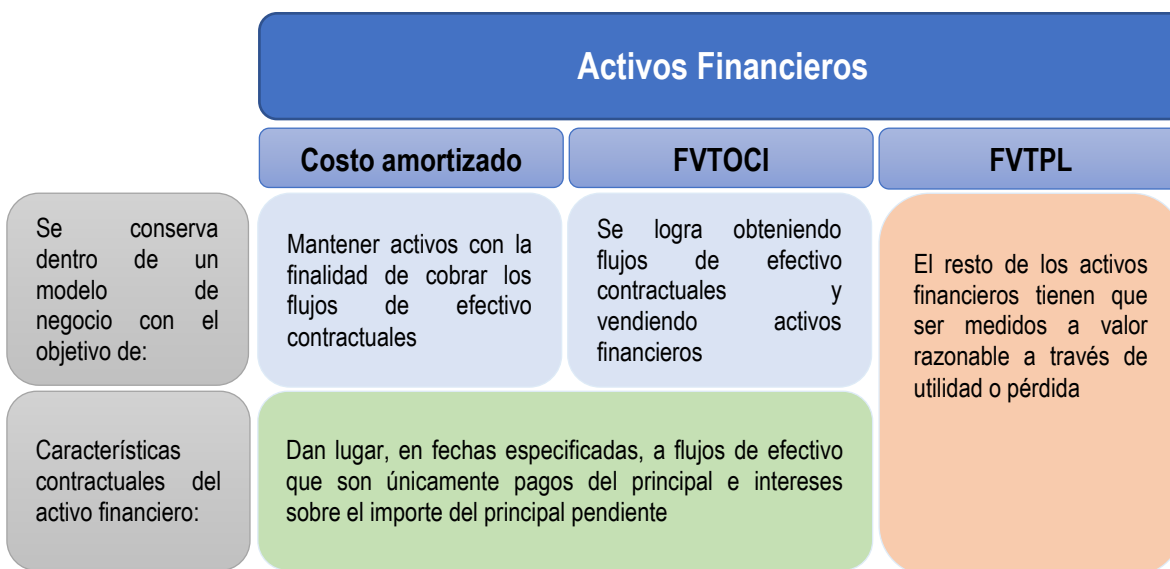 Activos Financieros
Costo amortizado
FVTOCI
FVTPL
Se conserva
dentro de un
modelo de
negocio con el
objetivo de:
Mantener activos con la
finalidad de cobrar los
flujos de efectivo
contractuales
Se logra obteniendo
flujos de efectivo
contractuales y
vendiendo activos
financieros
El resto de los activos
financieros tienen que
ser medidos a valor
razonable a través de
utilidad o pérdida
Características
contractuales del
activo financiero:
Dan lugar, en fechas especificadas, a flujos de efectivo
que son únicamente pagos del principal e intereses
sobre el importe del principal pendiente